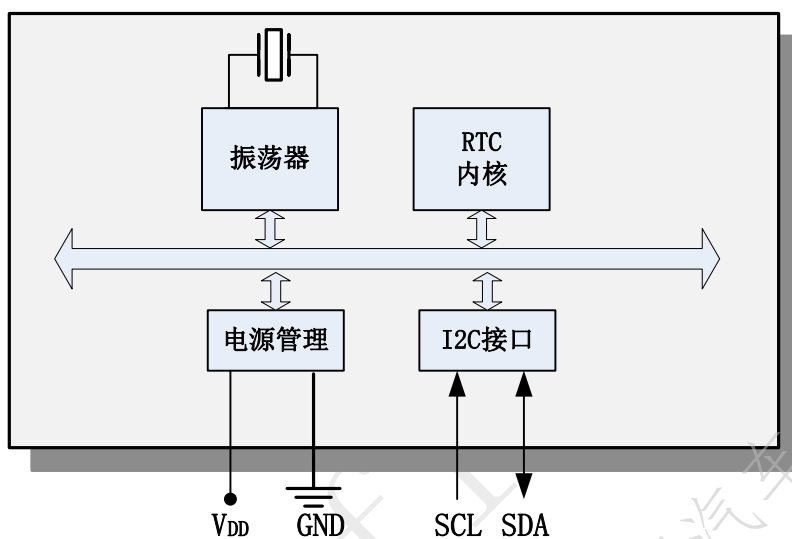 振荡器
RTC
内核
电源管理
I2C接口
VDD
GND
SCL
SDA